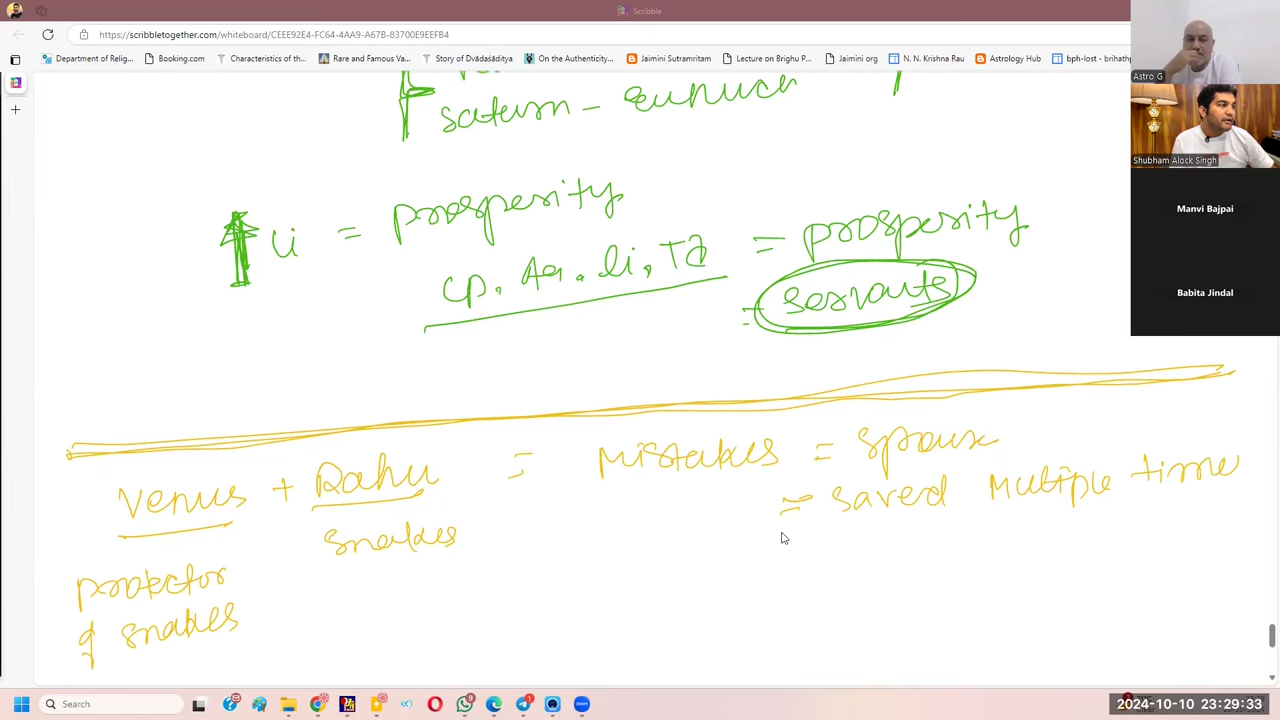 Scribble
https://scribbletogether.com/whiteboard/CEEE92E4-FC64-4AA9-A67B-83700E9EEFB4
Department of Relig... Booking.com Characteristics of the... Rare and Famous Va... Story of Dvādaśāditya On the Authenticity... Jaimini Sutramritam Lecture on Brighu P... Jaimini org N. N. Krishna Rau Astrology Hub bph-lost - brihatp
Astro G
Shubham Alock Singh
Manvi Bajpai
Babita Jindal
saturn - Eunuch
Li = prosperity
Cp, Aq, Li, Ta = prosperity
= servants
Venus + Rahu = Mistakes = spouse
= saved Multiple time
snakes
protector
of snakes
Search
2024-10-10 23:29:33